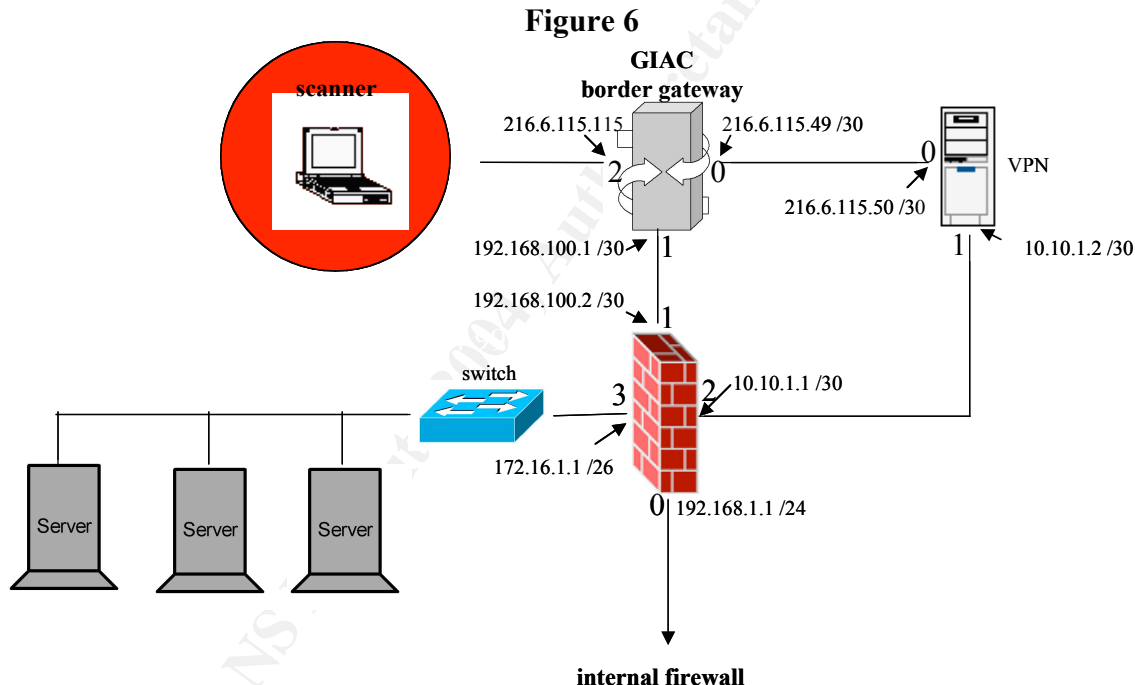 Figure 6
GIAC
border gateway
scanner
216.6.115.115
216.6.115.49 /30
2
0
0
VPN
216.6.115.50 /30
192.168.100.1 /30
1
1
10.10.1.2 /30
192.168.100.2 /30
1
switch
3
2
10.10.1.1 /30
172.16.1.1 /26
0
192.168.1.1 /24
Server
Server
Server
internal firewall